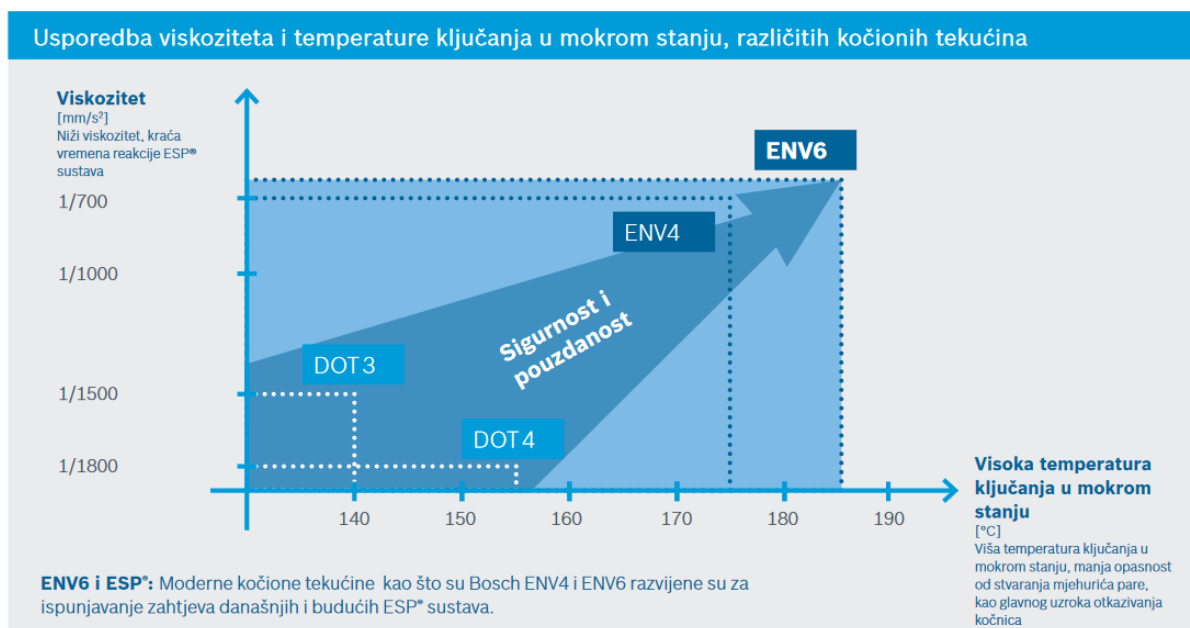 Usporedba viskoziteta i temperature ključanja u mokrom stanju, različitih kočionih tekućina
Viskozitet
[mm/s²]
Niži viskozitet, kraća
vremena reakcije ESP®
sustava
1/700
1/1000
1/1500
1/1800
ENV6
ENV4
Sigurnost i
pouzdanost
DOT 3
DOT 4
140
150
160
170
180
190
Visoka temperatura
ključanja u mokrom
stanju
[°C]
Viša temperatura ključanja u
mokrom stanju, manja opasnost
od stvaranja mjehurića pare,
kao glavnog uzroka otkazivanja
kočnica
ENV6 i ESP®: Moderne kočione tekućine kao što su Bosch ENV4 i ENV6 razvijene su za
ispunjavanje zahtjeva današnjih i budućih ESP® sustava.